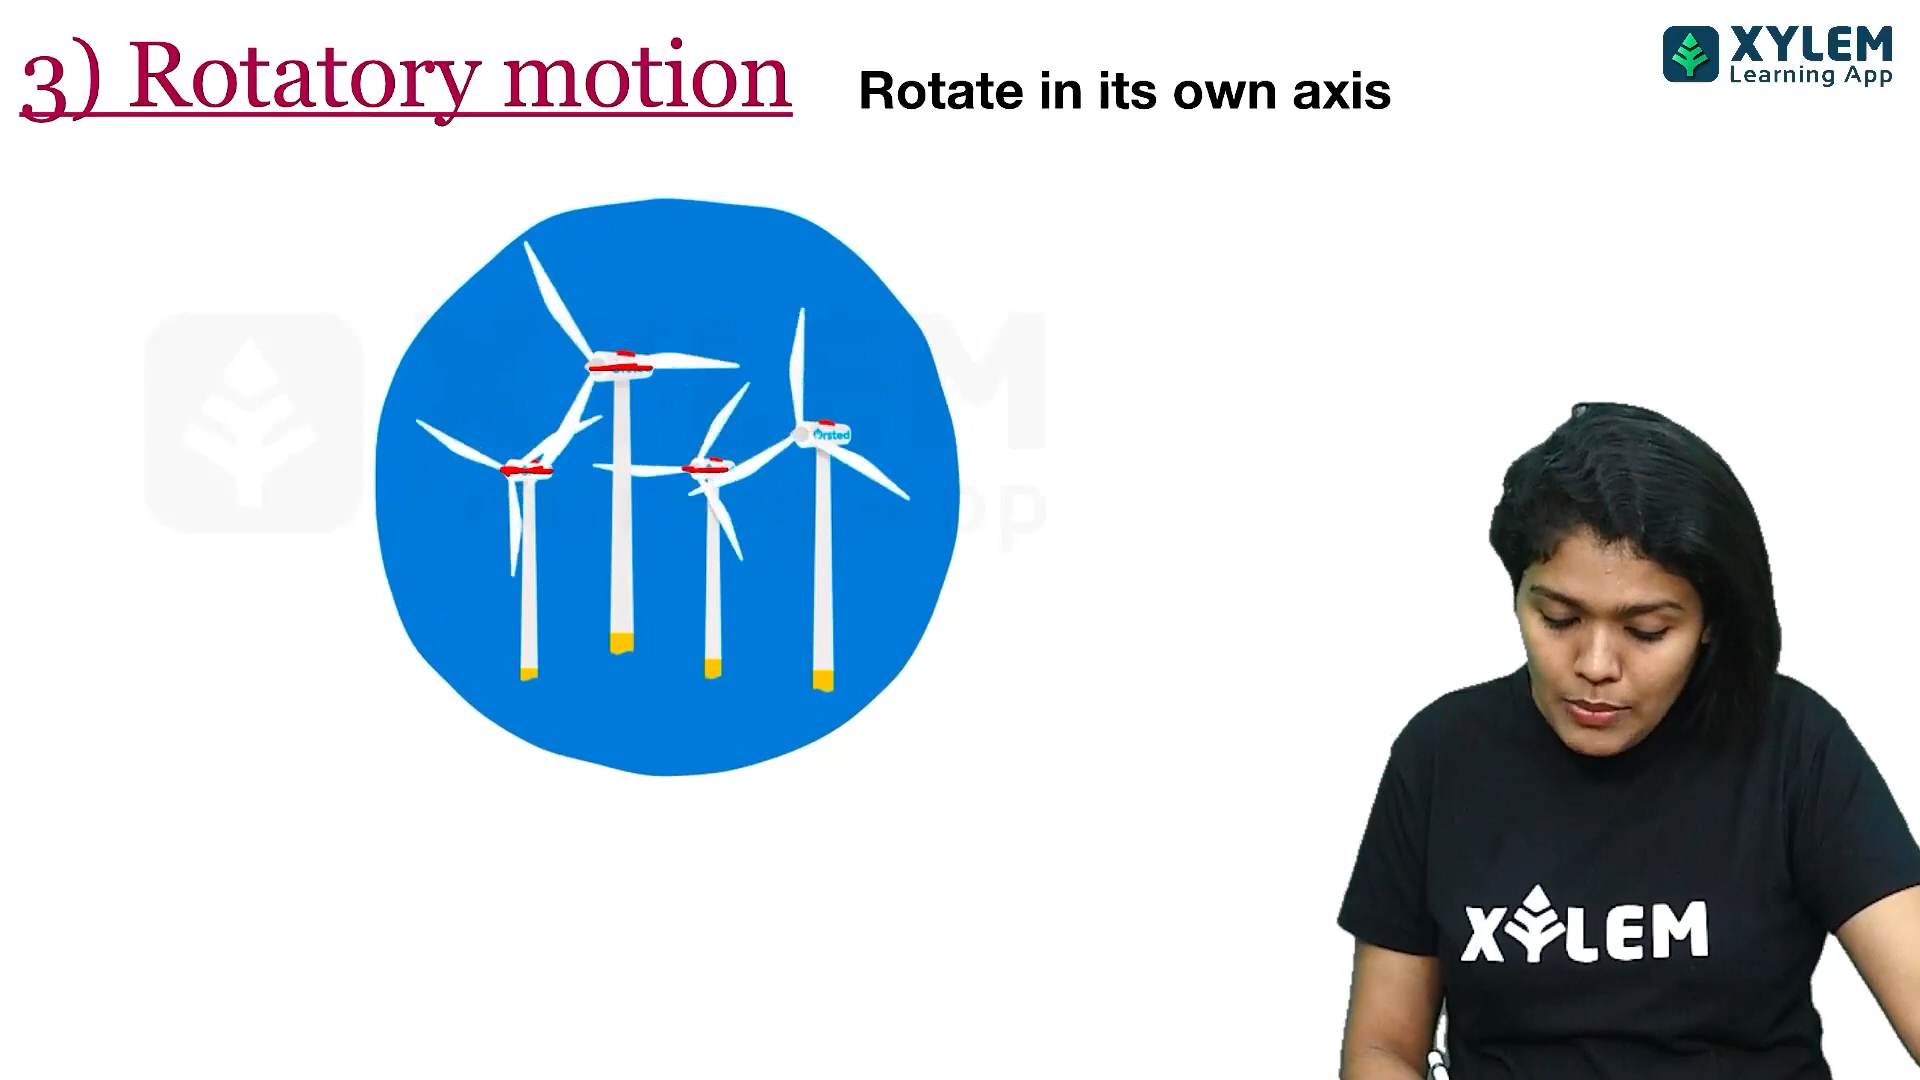 3) Rotatory motion
Rotate in its own axis
XYLEM
Learning App
Ørsted
XYLEM